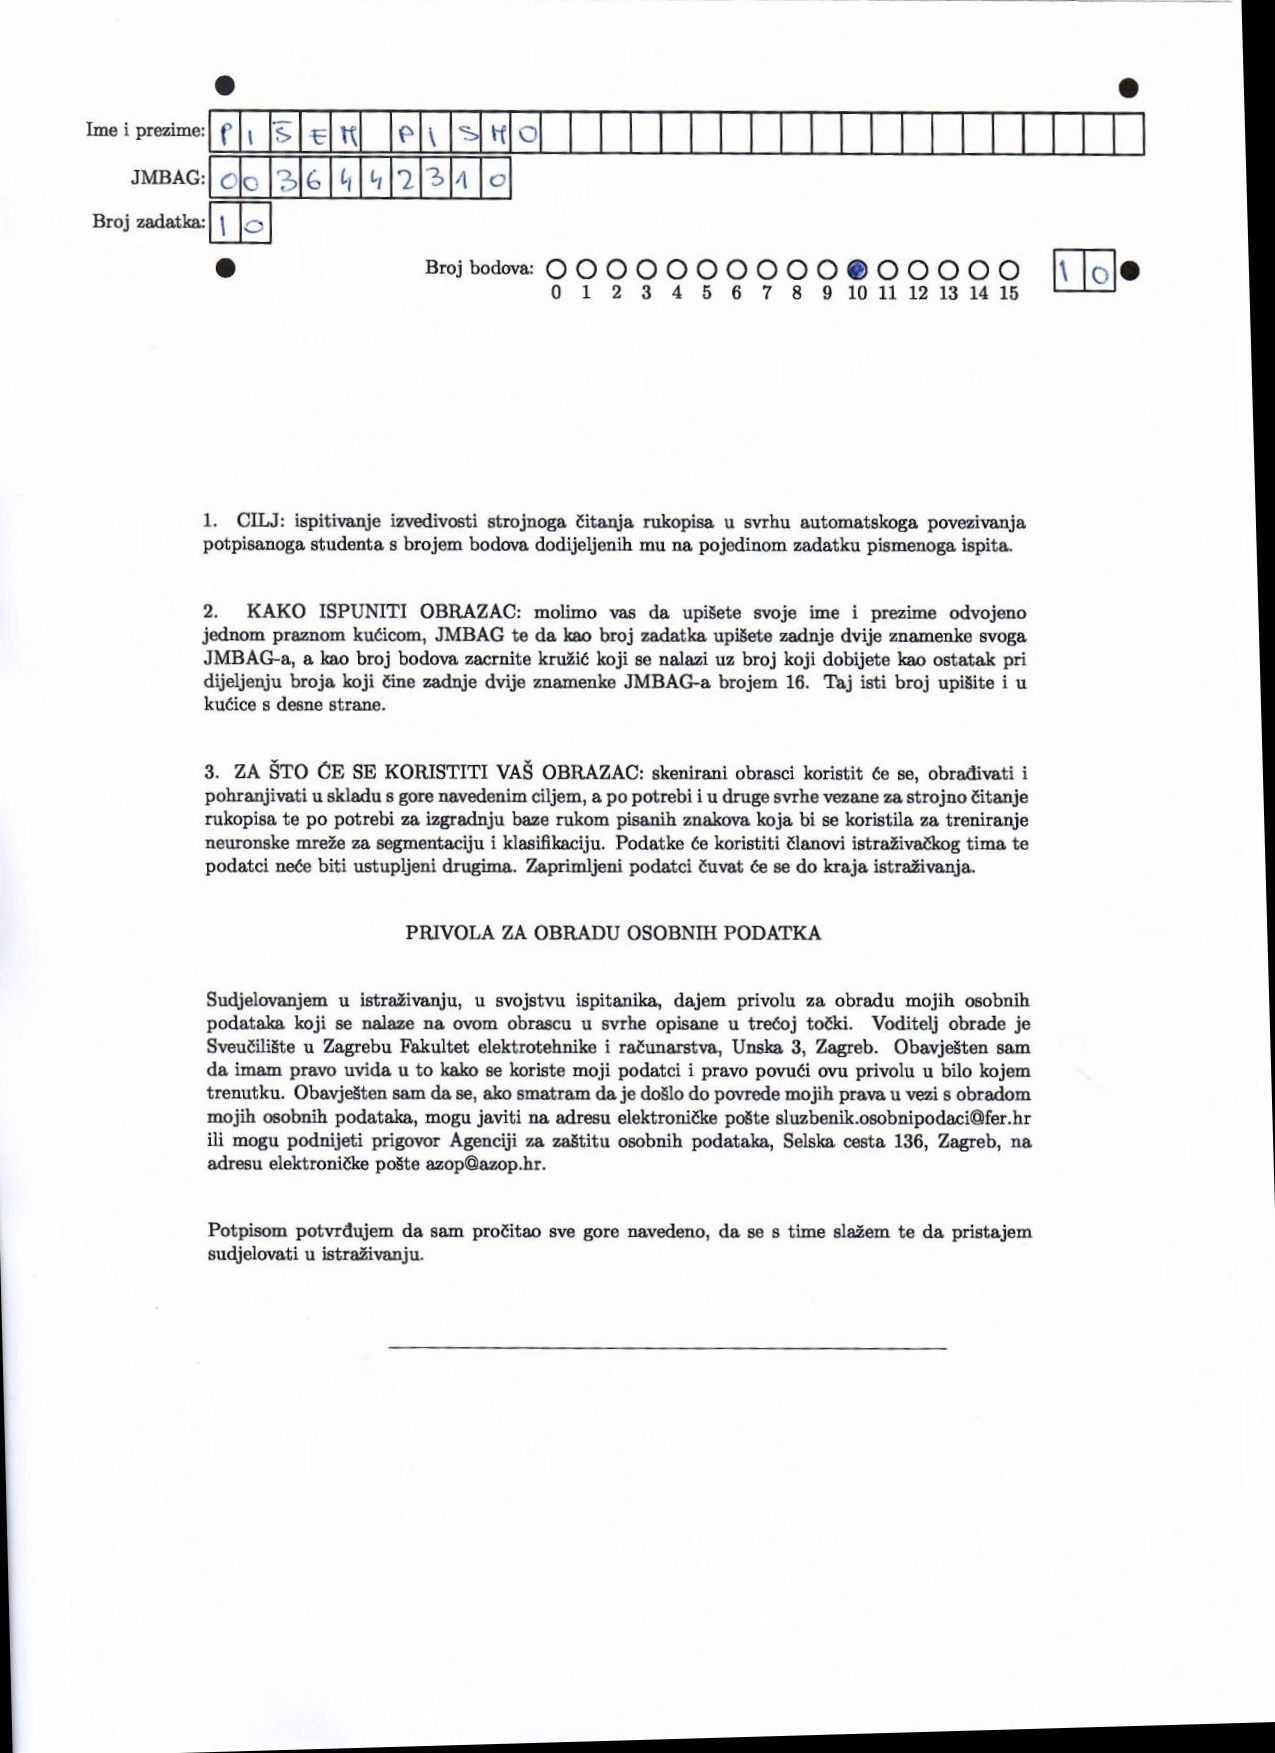 Ime i prezime: PIŠEM PISMO
JMBAG: 0036442310
Broj zadatka: 10
Broj bodova: 10
0 1 2 3 4 5 6 7 8 9 10 11 12 13 14 15
1. CILJ: ispitivanje izvedivosti strojnoga čitanja rukopisa u svrhu automatskoga povezivanja
potpisanoga studenta s brojem bodova dodijeljenih mu na pojedinom zadatku pismenoga ispita.
2. KAKO ISPUNITI OBRAZAC: molimo vas da upišete svoje ime i prezime odvojeno
jednom praznom kućicom, JMBAG te da kao broj zadatka upišete zadnje dvije znamenke svoga
JMBAG-a, a kao broj bodova zacrnite kružić koji se nalazi uz broj koji dobijete kao ostatak pri
dijeljenju broja koji čine zadnje dvije znamenke JMBAG-a brojem 16. Taj isti broj upišite i u
kućice s desne strane.
3. ZA ŠTO ĆE SE KORISTITI VAŠ OBRAZAC: skenirani obrasci koristit će se, obrađivati i
pohranjivati u skladu s gore navedenim ciljem, a po potrebi i u druge svrhe vezane za strojno čitanje
rukopisa te po potrebi za izgradnju baze rukom pisanih znakova koja bi se koristila za treniranje
neuronske mreže za segmentaciju i klasifikaciju. Podatke će koristiti članovi istraživačkog tima te
podatci neće biti ustupljeni drugima. Zaprimljeni podatci čuvat će se do kraja istraživanja.
PRIVOLA ZA OBRADU OSOBNIH PODATKA
Sudjelovanjem u istraživanju, u svojstvu ispitanika, dajem privolu za obradu mojih osobnih
podataka koji se nalaze na ovom obrascu u svrhe opisane u trećoj točki. Voditelj obrade je
Sveučilište u Zagrebu Fakultet elektrotehnike i računarstva, Unska 3, Zagreb. Obavješten sam
da imam pravo uvida u to kako se koriste moji podatci i pravo povući ovu privolu u bilo kojem
trenutku. Obavješten sam da se, ako smatram da je došlo do povrede mojih prava u vezi s obradom
mojih osobnih podataka, mogu javiti na adresu elektroničke pošte sluzbenik.osobnipodaci@fer.hr
ili mogu podnijeti prigovor Agenciji za zaštitu osobnih podataka, Selska cesta 136, Zagreb, na
adresu elektroničke pošte azop@azop.hr.
Potpisom potvrđujem da sam pročitao sve gore navedeno, da se s time slažem te da pristajem
sudjelovati u istraživanju.